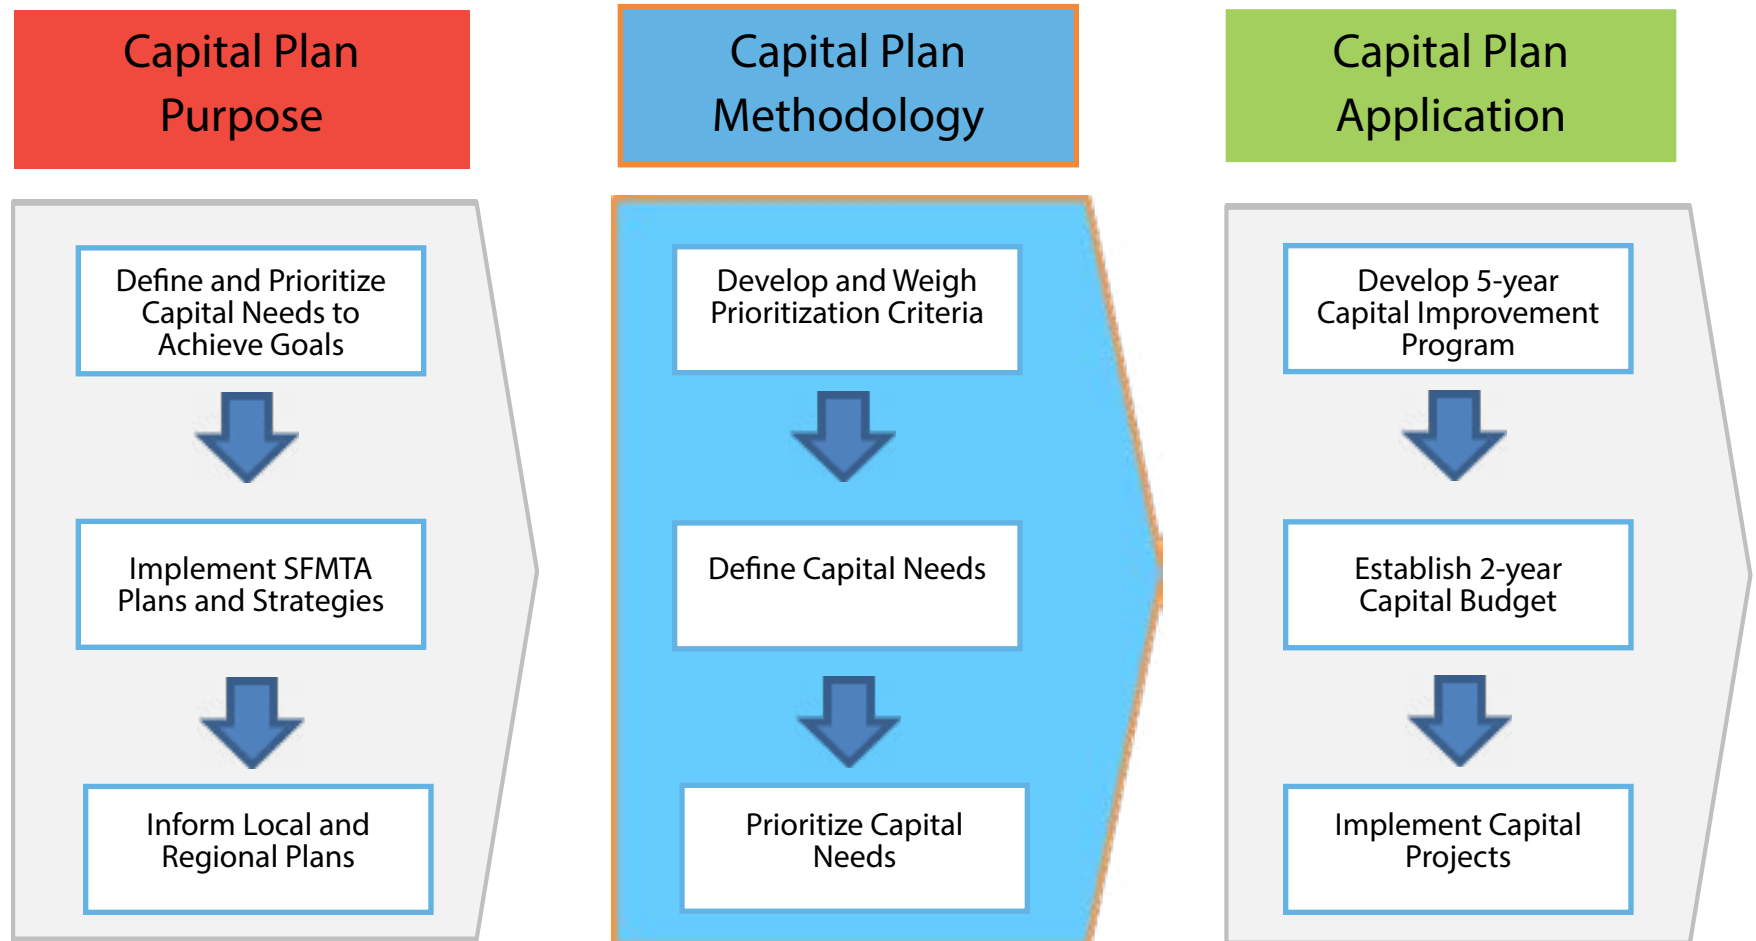 Capital Plan
Purpose
Define and Prioritize
Capital Needs to
Achieve Goals
Implement SFMTA
Plans and Strategies
Inform Local and
Regional Plans
Capital Plan
Methodology
Develop and Weigh
Prioritization Criteria
Define Capital Needs
Prioritize Capital
Needs
Capital Plan
Application
Develop 5-year
Capital Improvement
Program
Establish 2-year
Capital Budget
Implement Capital
Projects